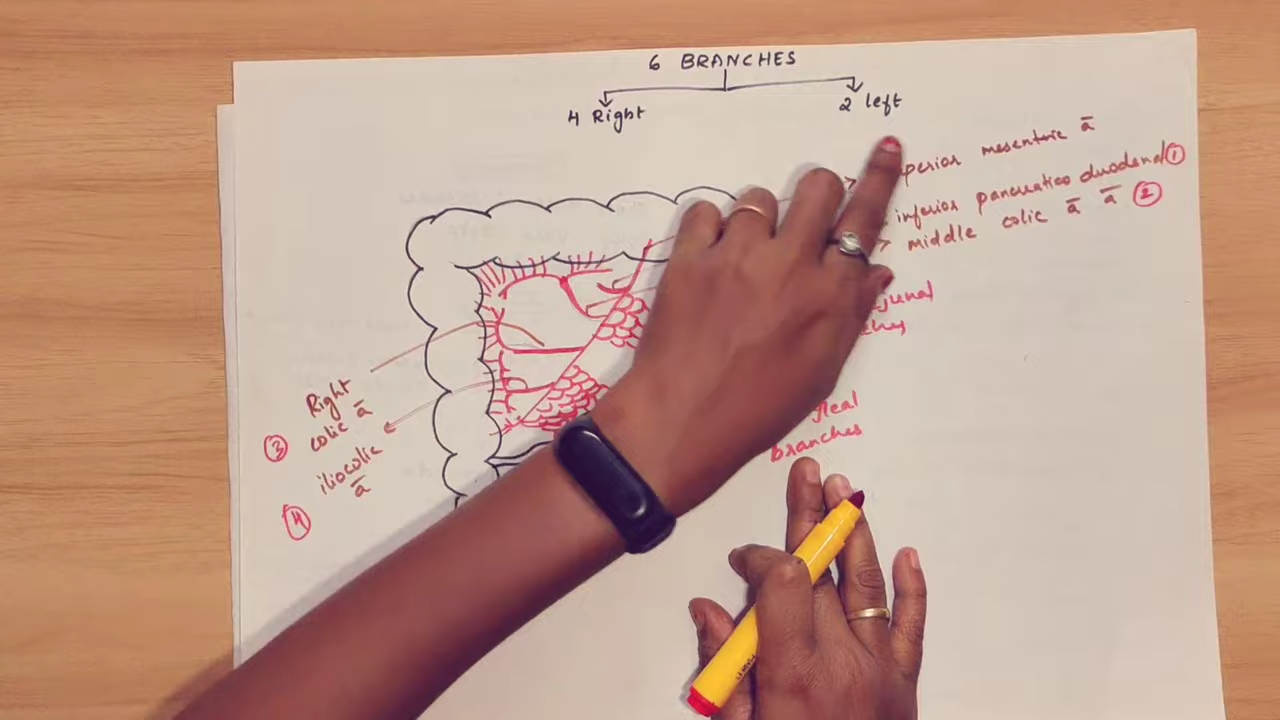 6 BRANCHES
4 Right
2 left
mesenteric a̅
inferior pancreatico duodenal ①
a̅ ②
middle colic a̅
branches
Right
③ colic a̅
iliocolic
a̅
④